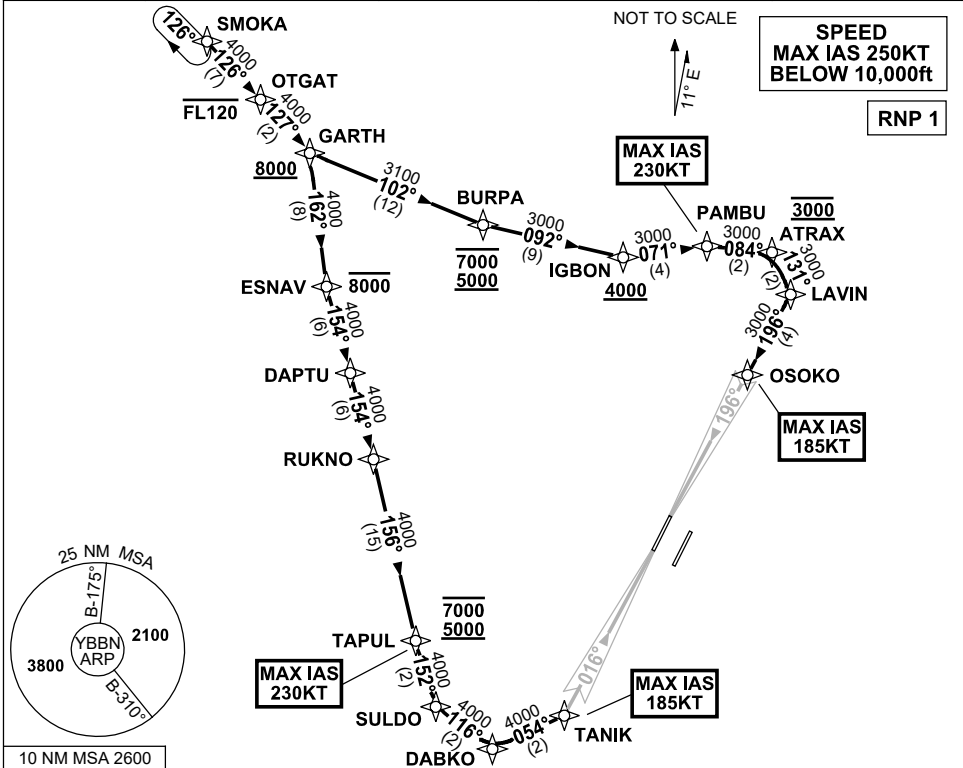 NOT TO SCALE
11° E
SPEED
MAX IAS 250KT
BELOW 10,000ft
RNP 1
126°
SMOKA
4000
126°
(7)
OTGAT
FL120
4000
127°
(2)
GARTH
8000
3100
102°
(12)
BURPA
7000
5000
3000
092°
(9)
IGBON
4000
3000
071°
(4)
MAX IAS
230KT
PAMBU
3000
084°
(2)
3000
ATRAX
3000
131°
(2)
LAVIN
3000
196°
(4)
OSOKO
MAX IAS
185KT
196°
4000
162°
(8)
ESNAV
8000
4000
154°
(6)
DAPTU
4000
154°
(6)
RUKNO
4000
156°
(15)
7000
5000
TAPUL
MAX IAS
230KT
4000
152°
(2)
SULDO
4000
116°
(2)
DABKO
4000
054°
(2)
TANIK
MAX IAS
185KT
016°
25 NM MSA
B-175°
YBBN
ARP
2100
3800
B-310°
10 NM MSA 2600